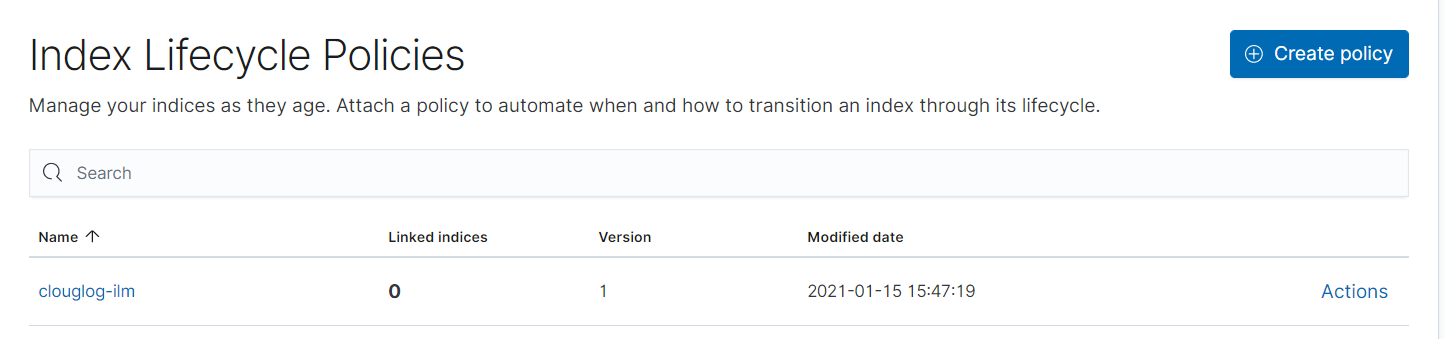 Index Lifecycle Policies
Create policy
Manage your indices as they age. Attach a policy to automate when and how to transition an index through its lifecycle.
Search
Name Linked indices Version Modified date
clouglog-ilm 0 1 2021-01-15 15:47:19 Actions